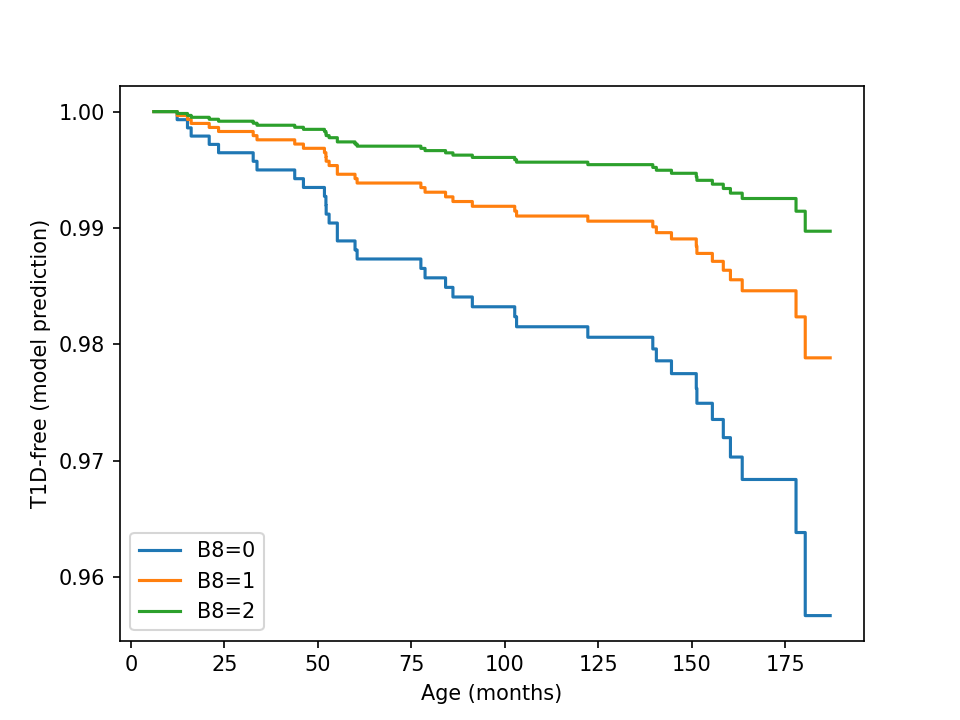 1.00
0.99
0.98
0.97
0.96
T1D-free (model prediction)
B8=0
B8=1
B8=2
0 25 50 75 100 125 150 175
Age (months)